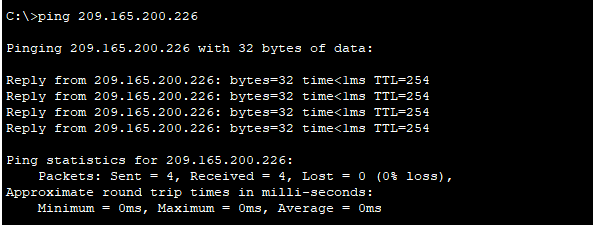 C:\>ping 209.165.200.226
Pinging 209.165.200.226 with 32 bytes of data:
Reply from 209.165.200.226: bytes=32 time<1ms TTL=254
Reply from 209.165.200.226: bytes=32 time<1ms TTL=254
Reply from 209.165.200.226: bytes=32 time<1ms TTL=254
Reply from 209.165.200.226: bytes=32 time<1ms TTL=254
Ping statistics for 209.165.200.226:
Packets: Sent = 4, Received = 4, Lost = 0 (0% loss),
Approximate round trip times in milli-seconds:
Minimum = 0ms, Maximum = 0ms, Average = 0ms